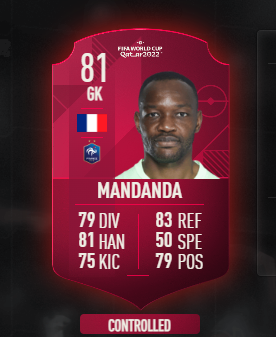 FIFA WORLD CUP
Qatar2022
81
GK
MANDANDA
79 DIV 83 REF
81 HAN 50 SPE
75 KIC 79 POS
CONTROLLED